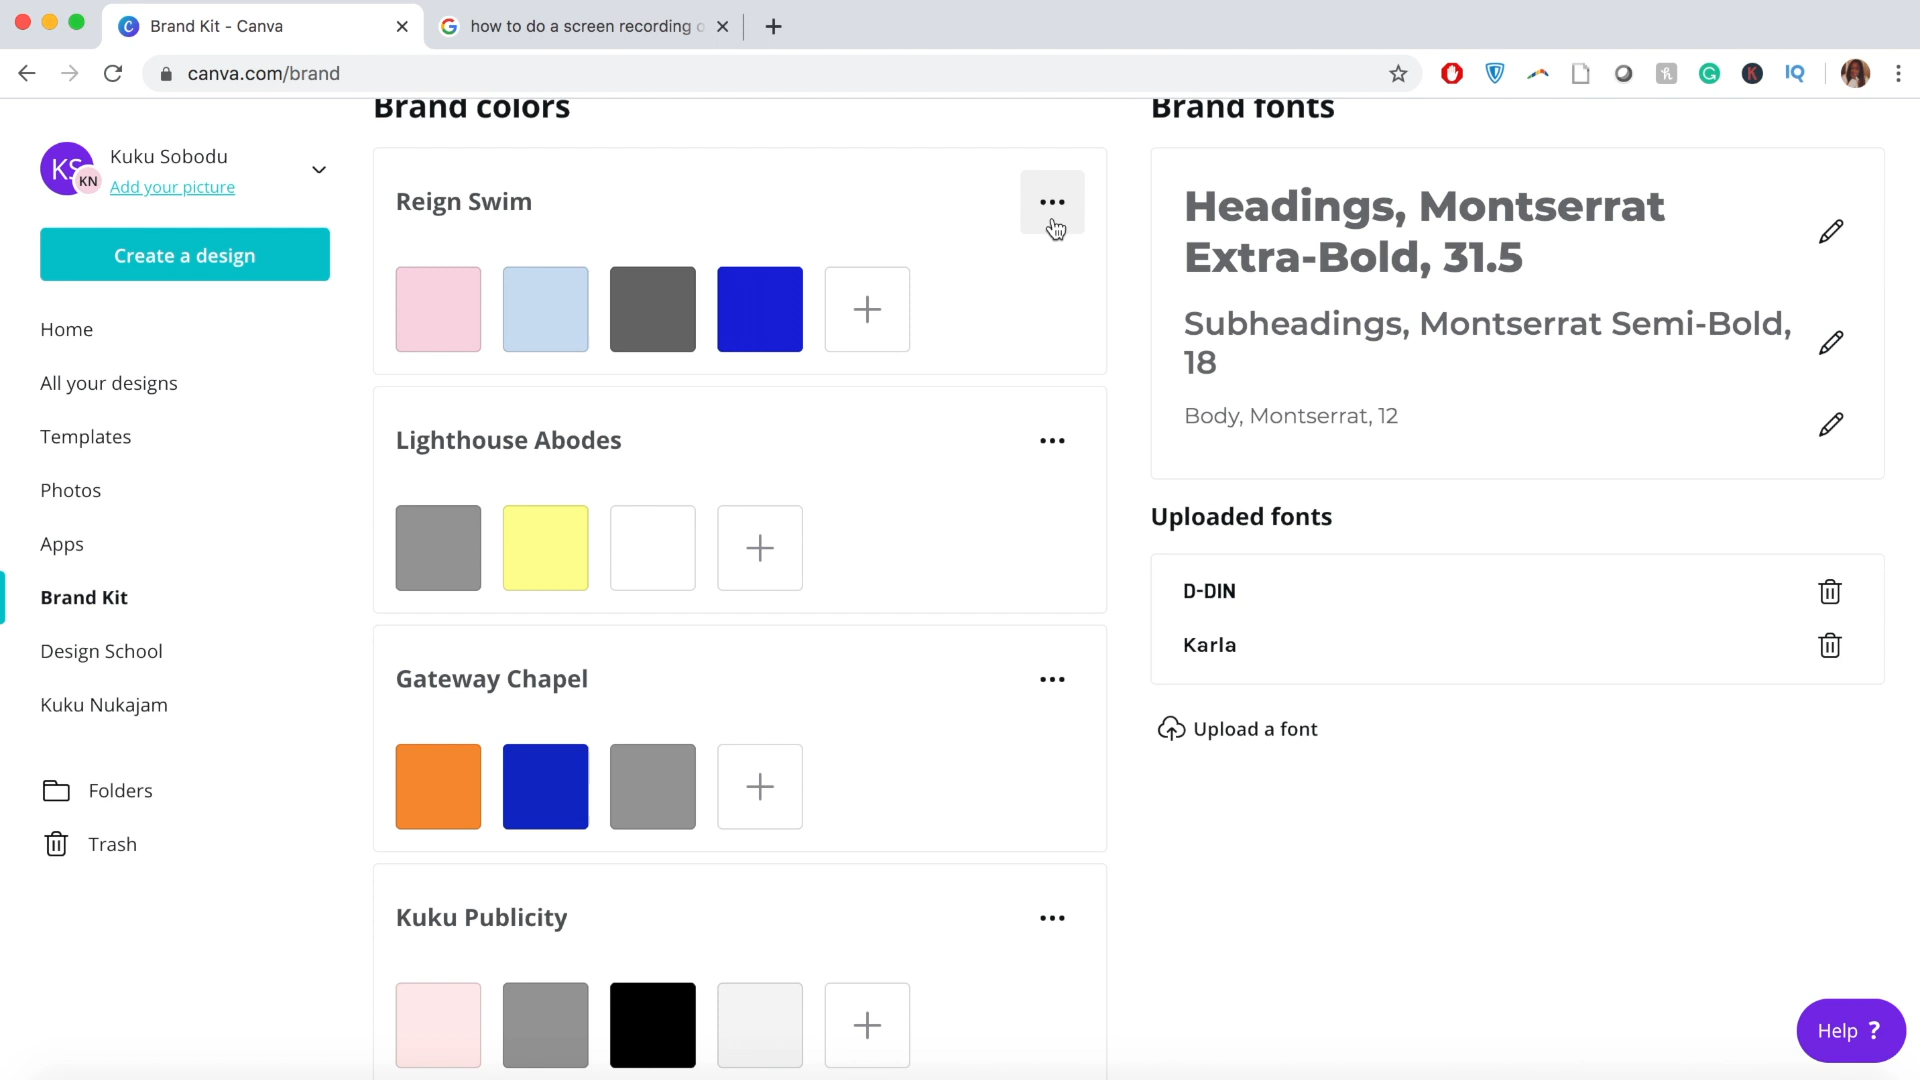 Brand Kit - Canva
how to do a screen recording o
canva.com/brand
IQ
K
Kuku Sobodu
KS
KN
Add your picture
Create a design
Home
All your designs
Templates
Photos
Apps
Brand Kit
Design School
Kuku Nukajam
Folders
Trash
Brand colors
Reign Swim
Lighthouse Abodes
Gateway Chapel
Kuku Publicity
Brand fonts
Headings, Montserrat
Extra-Bold, 31.5
Subheadings, Montserrat Semi-Bold,
18
Body, Montserrat, 12
Uploaded fonts
D-DIN
Karla
Upload a font
Help ?